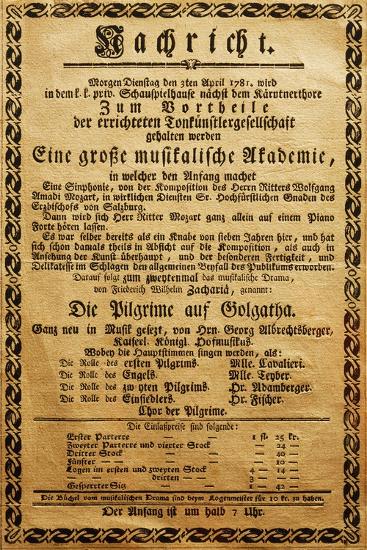 Nachricht.
Morgen Dienstag den 3ten April 1781. wird
in dem k. k. priv. Schauspielhause nächst dem Kärntnerthore
Zum Vortheile
der errichteten Tonkünstlergesellschaft
gehalten werden
Eine große musikalische Akademie,
in welcher den Anfang machet
Eine Sinphonie, von der Komposition des Herrn Ritters Wolfgang
Amadi Mozart, in wirklichen Diensten Sr. Hochfürstlichen Gnaden des
Erzbischofs von Salzburg.
Dann wird sich Herr Ritter Mozart ganz allein auf einem Piano
Forte hören lassen.
Es war selber bereits als ein Knabe von sieben Jahren hier, und hat
sich schon damals theils in Absicht auf die Komposition, als auch in
Ansehung der Kunst überhaupt, und der besonderen Fertigkeit, und
Delikatesse im Schlagen den allgemeinen Beyfall des Publikums erworben.
Darauf folgt zum zweytenmal das musikalische Drama,
von Friederich Wilhelm Zachariä, genannt:
Die Pilgrime auf Golgatha.
Ganz neu in Musik gesezt, von Hrn. Georg Albrechtsberger,
Kaiserl. Königl. Hofmusikus.
Wobey die Hauptstimmen singen werden, als:
Die Rolle des ersten Pilgrims. Mlle. Cavalieri.
Die Rolle des Engels. Mlle. Teyber.
Die Rolle des zweyten Pilgrims. Hr. Adamberger.
Die Rolle des Einsiedlers. Hr. Fischer.
Chor der Pilgrime.
Die Einlaßpreise sind folgende:
Erster Parterre — 1 fl. 25 kr.
Zweyter Parterre und vierter Stock — 24 —
Dritter Stock — 40 —
Fünster — 10 —
Logen im ersten und zweyten Stock — 4 — 14 —
— dritten — 3 —
Gesperrter Sitz — 1 — 42 —
Die Büchel vom musikalischen Drama sind beym Logenmeister für 10 kr. zu haben.
Der Anfang ist um halb 7 Uhr.